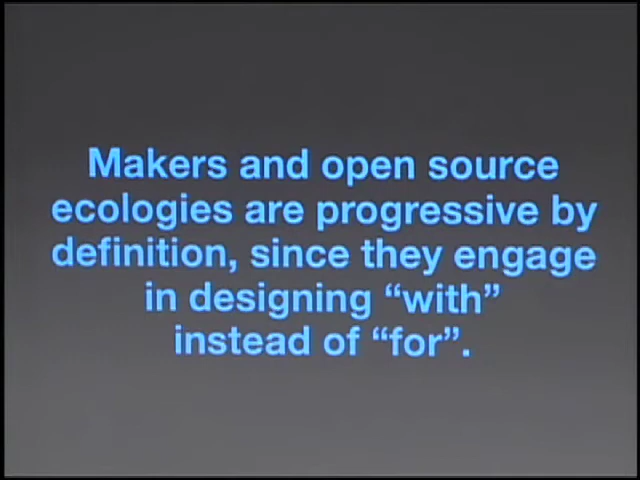 Makers and open source
ecologies are progressive by
definition, since they engage
in designing “with”
instead of “for”.